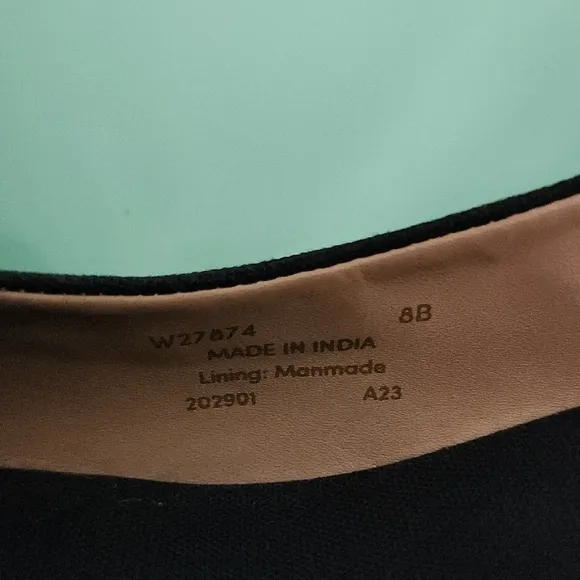 W27874 8B
MADE IN INDIA
Lining: Manmade
202901 A23